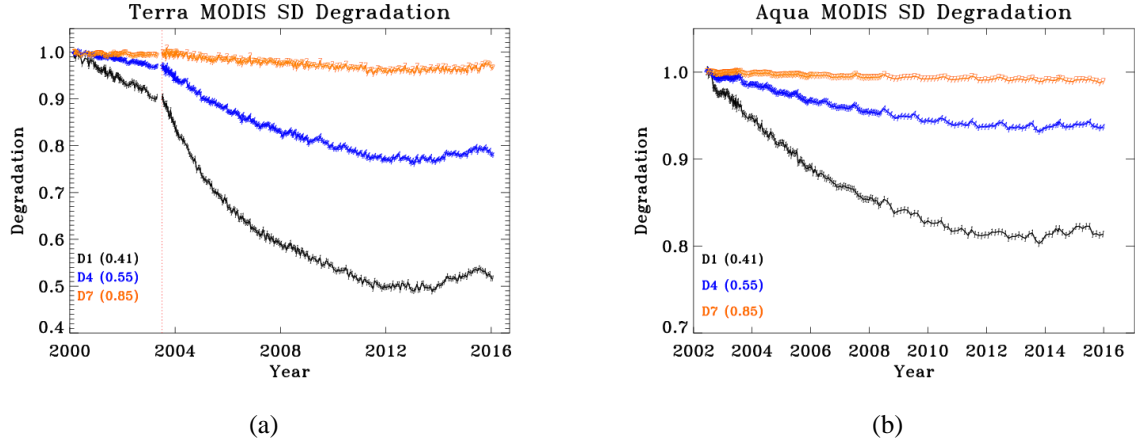 Terra MODIS SD Degradation
1.0
0.9
0.8
0.7
0.6
0.5
0.4
Degradation
D1 (0.41)
D4 (0.55)
D7 (0.85)
2000 2004 2008 2012 2016
Year
(a)
Aqua MODIS SD Degradation
1.0
0.9
0.8
0.7
Degradation
D1 (0.41)
D4 (0.55)
D7 (0.85)
2002 2004 2006 2008 2010 2012 2014 2016
Year
(b)